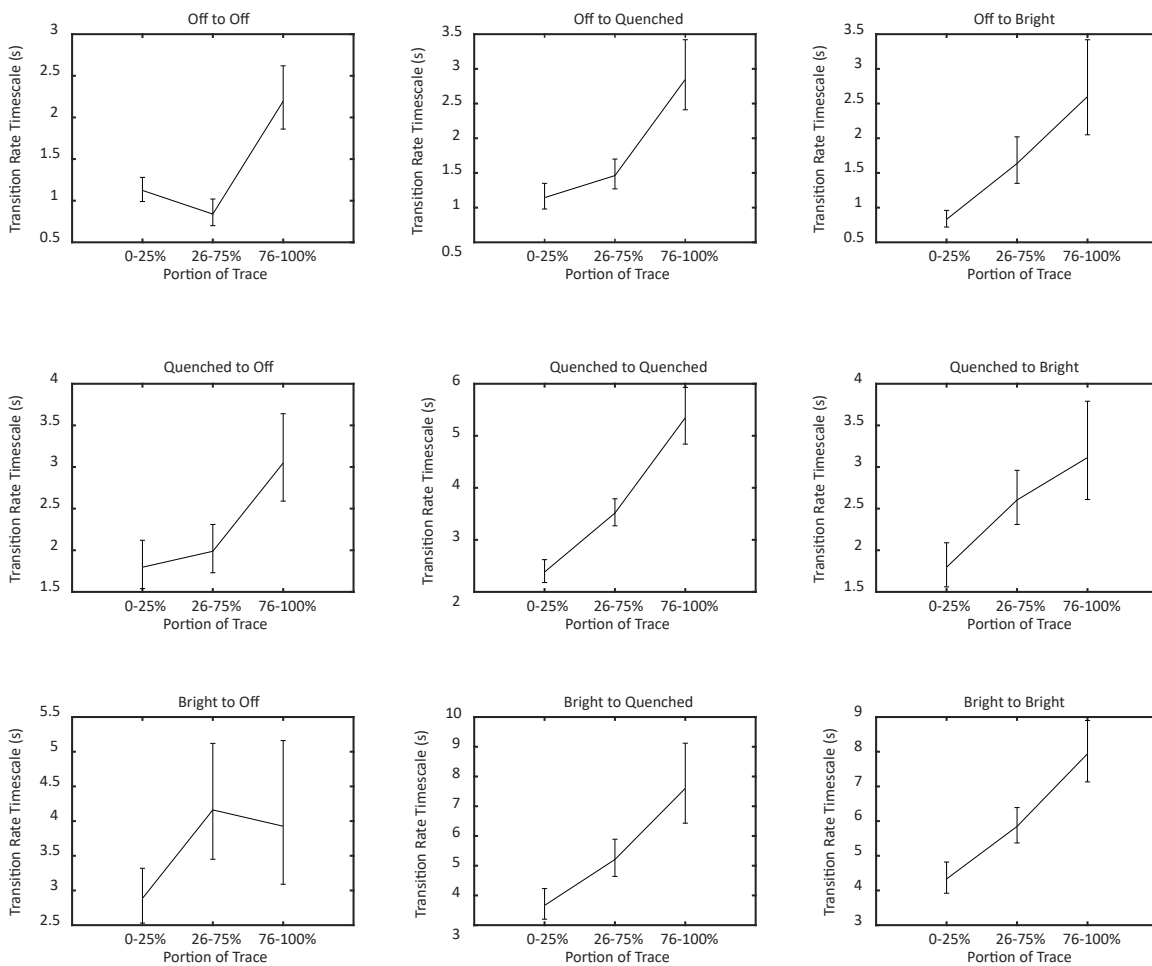 Off to Off
Transition Rate Timescale (s)
3
2.5
2
1.5
1
0.5
0-25% 26-75% 76-100%
Portion of Trace
Off to Quenched
Transition Rate Timescale (s)
3.5
3
2.5
2
1.5
1
0.5
0-25% 26-75% 76-100%
Portion of Trace
Off to Bright
Transition Rate Timescale (s)
3.5
3
2.5
2
1.5
1
0.5
0-25% 26-75% 76-100%
Portion of Trace
Quenched to Off
Transition Rate Timescale (s)
4
3.5
3
2.5
2
1.5
0-25% 26-75% 76-100%
Portion of Trace
Quenched to Quenched
Transition Rate Timescale (s)
6
5
4
3
2
0-25% 26-75% 76-100%
Portion of Trace
Quenched to Bright
Transition Rate Timescale (s)
4
3.5
3
2.5
2
1.5
0-25% 26-75% 76-100%
Portion of Trace
Bright to Off
Transition Rate Timescale (s)
5.5
5
4.5
4
3.5
3
2.5
0-25% 26-75% 76-100%
Portion of Trace
Bright to Quenched
Transition Rate Timescale (s)
10
9
8
7
6
5
4
3
0-25% 26-75% 76-100%
Portion of Trace
Bright to Bright
Transition Rate Timescale (s)
9
8
7
6
5
4
3
0-25% 26-75% 76-100%
Portion of Trace